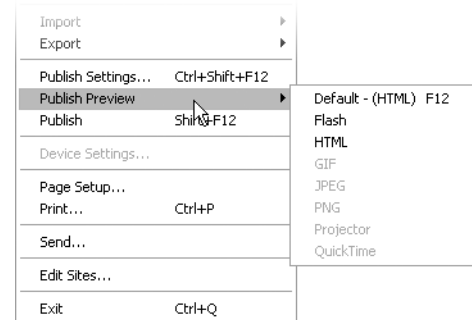 Import
Export
Publish Settings... Ctrl+Shift+F12
Publish Preview
Publish Shift+F12
Device Settings...
Page Setup...
Print... Ctrl+P
Send...
Edit Sites...
Exit Ctrl+Q
Default - (HTML) F12
Flash
HTML
GIF
JPEG
PNG
Projector
QuickTime